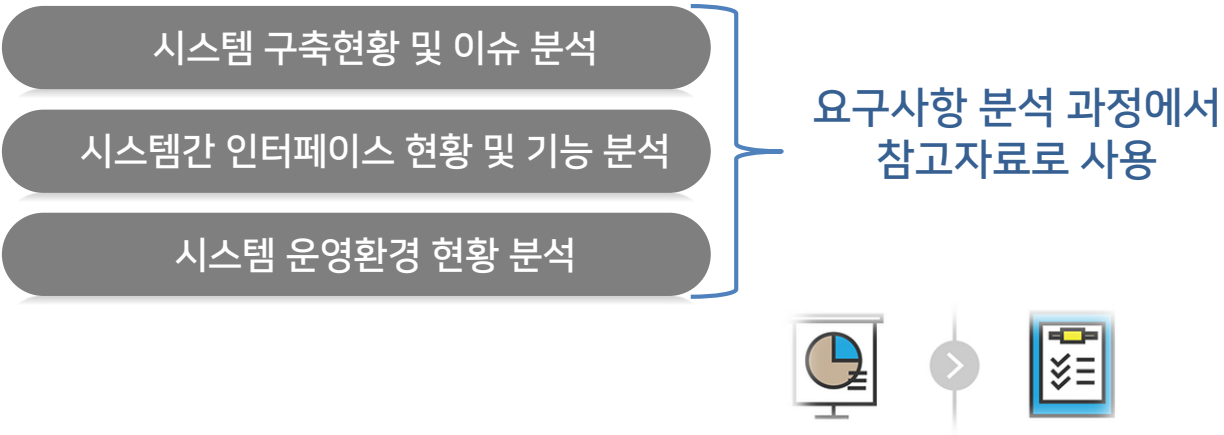 시스템 구축현황 및 이슈 분석
시스템간 인터페이스 현황 및 기능 분석
시스템 운영환경 현황 분석
요구사항 분석 과정에서
참고자료로 사용